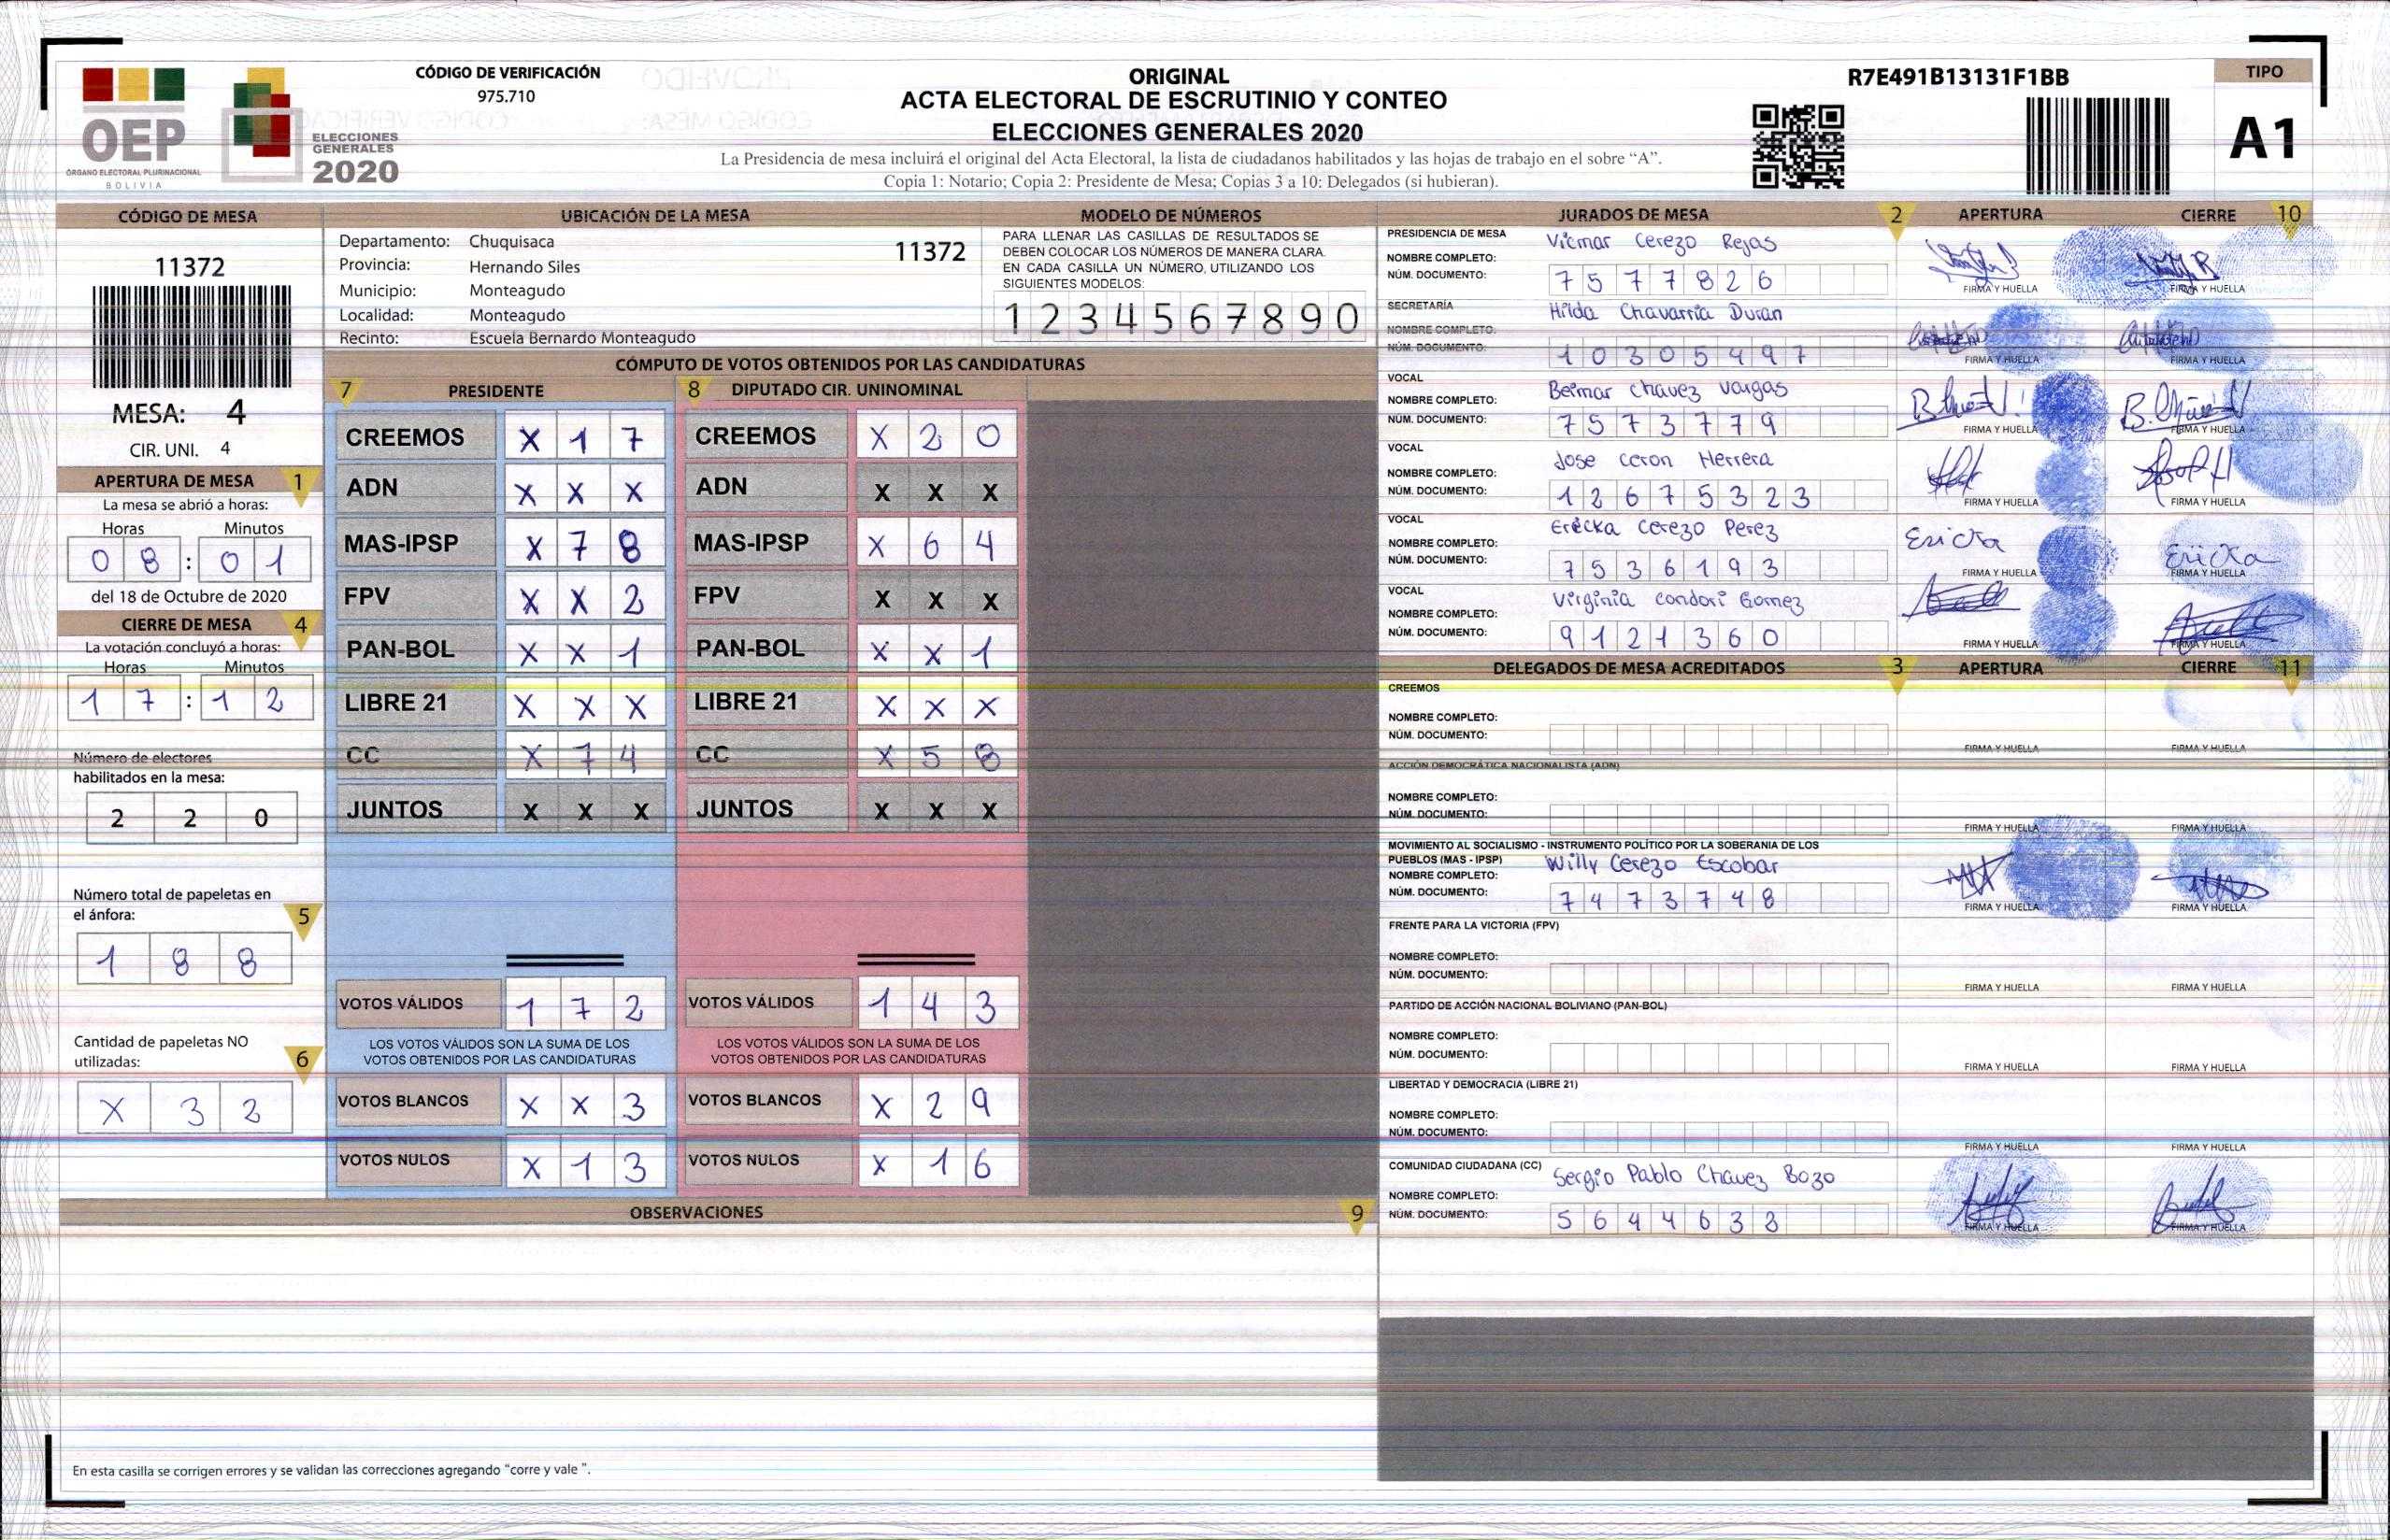 CÓDIGO DE VERIFICACIÓN
975.710
OEP
ÓRGANO ELECTORAL PLURINACIONAL
BOLIVIA
ELECCIONES
GENERALES
2020
ORIGINAL
ACTA ELECTORAL DE ESCRUTINIO Y CONTEO
ELECCIONES GENERALES 2020
La Presidencia de mesa incluirá el original del Acta Electoral, la lista de ciudadanos habilitados y las hojas de trabajo en el sobre “A”.
Copia 1: Notario; Copia 2: Presidente de Mesa; Copias 3 a 10: Delegados (si hubieran).
R7E491B13131F1BB
TIPO
A1
CÓDIGO DE MESA
11372
MESA: 4
CIR. UNI. 4
APERTURA DE MESA 1
La mesa se abrió a horas:
Horas Minutos
0 8 : 0 1
del 18 de Octubre de 2020
CIERRE DE MESA 4
La votación concluyó a horas:
Horas Minutos
1 7 : 1 2
Número de electores
habilitados en la mesa:
2 2 0
Número total de papeletas en
el ánfora: 5
1 8 8
Cantidad de papeletas NO
utilizadas: 6
X 3 2
UBICACIÓN DE LA MESA
Departamento: Chuquisaca
Provincia: Hernando Siles
Municipio: Monteagudo
Localidad: Monteagudo
Recinto: Escuela Bernardo Monteagudo
11372
MODELO DE NÚMEROS
PARA LLENAR LAS CASILLAS DE RESULTADOS SE
DEBEN COLOCAR LOS NÚMEROS DE MANERA CLARA.
EN CADA CASILLA UN NÚMERO, UTILIZANDO LOS
SIGUIENTES MODELOS:
1 2 3 4 5 6 7 8 9 0
CÓMPUTO DE VOTOS OBTENIDOS POR LAS CANDIDATURAS
7 PRESIDENTE 8 DIPUTADO CIR. UNINOMINAL
CREEMOS X 1 7 CREEMOS X 2 0
ADN X X X ADN X X X
MAS-IPSP X 7 8 MAS-IPSP X 6 4
FPV X X 2 FPV X X X
PAN-BOL X X 1 PAN-BOL X X 1
LIBRE 21 X X X LIBRE 21 X X X
CC X 7 4 CC X 5 8
JUNTOS X X X JUNTOS X X X
VOTOS VÁLIDOS 1 7 2 VOTOS VÁLIDOS 1 4 3
LOS VOTOS VÁLIDOS SON LA SUMA DE LOS LOS VOTOS VÁLIDOS SON LA SUMA DE LOS
VOTOS OBTENIDOS POR LAS CANDIDATURAS VOTOS OBTENIDOS POR LAS CANDIDATURAS
VOTOS BLANCOS X X 3 VOTOS BLANCOS X 2 9
VOTOS NULOS X 1 3 VOTOS NULOS X 1 6
OBSERVACIONES 9
En esta casilla se corrigen errores y se validan las correcciones agregando “corre y vale ”.
JURADOS DE MESA 2 APERTURA CIERRE 10
PRESIDENCIA DE MESA Vicmar Cerezo Rejas
NOMBRE COMPLETO:
NÚM. DOCUMENTO: 7 5 7 7 8 2 6
FIRMA Y HUELLA FIRMA Y HUELLA
SECRETARÍA Hilda Chavarria Duran
NOMBRE COMPLETO:
NÚM. DOCUMENTO: 1 0 3 0 5 4 9 7
FIRMA Y HUELLA FIRMA Y HUELLA
VOCAL Beimar Chavez Vargas
NOMBRE COMPLETO:
NÚM. DOCUMENTO: 7 5 7 3 7 7 9
FIRMA Y HUELLA FIRMA Y HUELLA
VOCAL Jose Ceron Herrera
NOMBRE COMPLETO:
NÚM. DOCUMENTO: 1 2 6 7 5 3 2 3
FIRMA Y HUELLA FIRMA Y HUELLA
VOCAL Ericka Cerezo Perez
NOMBRE COMPLETO: Ericka Ericka
NÚM. DOCUMENTO: 7 5 3 6 1 9 3
FIRMA Y HUELLA FIRMA Y HUELLA
VOCAL Virginia Condori Gomez
NOMBRE COMPLETO:
NÚM. DOCUMENTO: 9 1 2 1 3 6 0
FIRMA Y HUELLA FIRMA Y HUELLA
DELEGADOS DE MESA ACREDITADOS 3 APERTURA CIERRE 11
CREEMOS
NOMBRE COMPLETO:
NÚM. DOCUMENTO:
FIRMA Y HUELLA FIRMA Y HUELLA
ACCIÓN DEMOCRÁTICA NACIONALISTA (ADN)
NOMBRE COMPLETO:
NÚM. DOCUMENTO:
FIRMA Y HUELLA FIRMA Y HUELLA
MOVIMIENTO AL SOCIALISMO - INSTRUMENTO POLÍTICO POR LA SOBERANIA DE LOS
PUEBLOS (MAS - IPSP) Willy Cerezo Escobar
NOMBRE COMPLETO:
NÚM. DOCUMENTO: 7 4 7 3 7 4 8
FIRMA Y HUELLA FIRMA Y HUELLA
FRENTE PARA LA VICTORIA (FPV)
NOMBRE COMPLETO:
NÚM. DOCUMENTO:
FIRMA Y HUELLA FIRMA Y HUELLA
PARTIDO DE ACCIÓN NACIONAL BOLIVIANO (PAN-BOL)
NOMBRE COMPLETO:
NÚM. DOCUMENTO:
FIRMA Y HUELLA FIRMA Y HUELLA
LIBERTAD Y DEMOCRACIA (LIBRE 21)
NOMBRE COMPLETO:
NÚM. DOCUMENTO:
FIRMA Y HUELLA FIRMA Y HUELLA
COMUNIDAD CIUDADANA (CC) Sergio Pablo Chavez Bozo
NOMBRE COMPLETO:
NÚM. DOCUMENTO: 5 6 4 4 6 3 8
FIRMA Y HUELLA FIRMA Y HUELLA